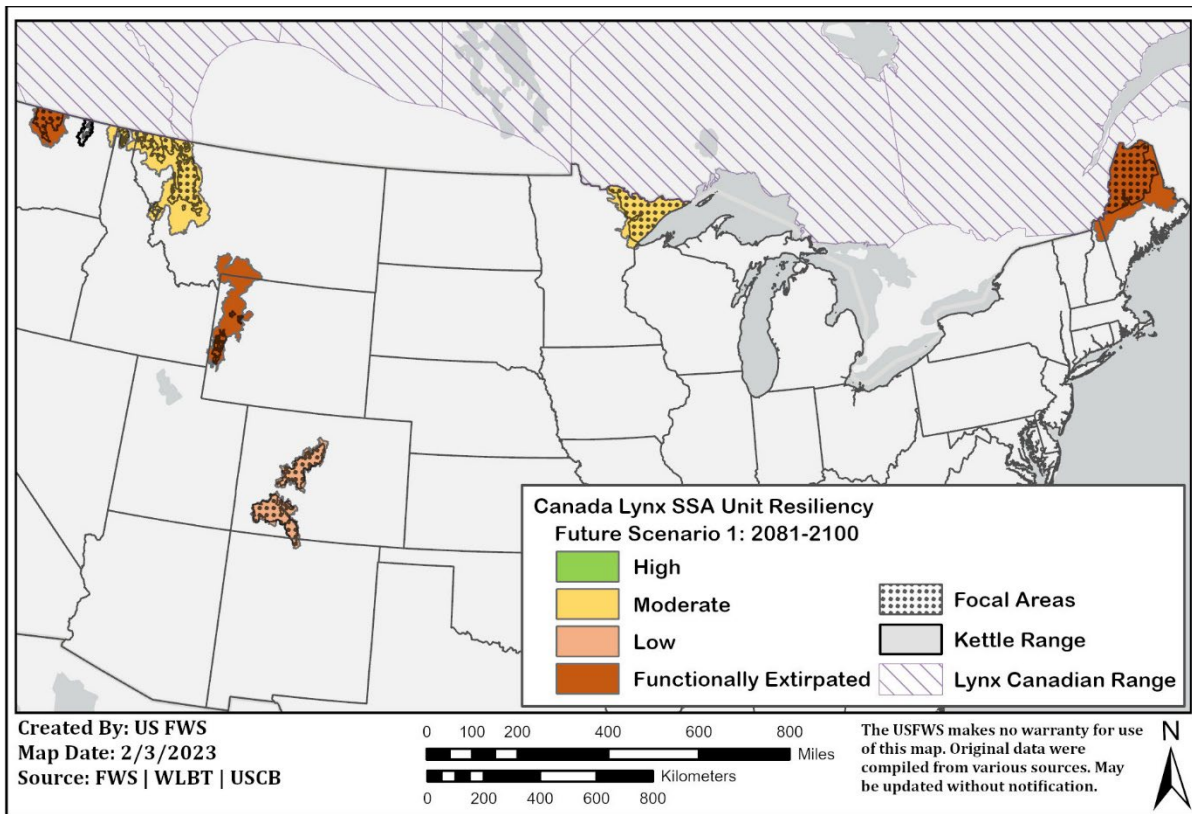 Canada Lynx SSA Unit Resiliency
Future Scenario 1: 2081-2100
High
Moderate
Low
Functionally Extirpated
Focal Areas
Kettle Range
Lynx Canadian Range
Created By: US FWS
Map Date: 2/3/2023
Source: FWS | WLBT | USCB
0 100 200 400 600 800
Miles
Kilometers
0 100 200 400 600 800
The USFWS makes no warranty for use
of this map. Original data were
compiled from various sources. May
be updated without notification.
N